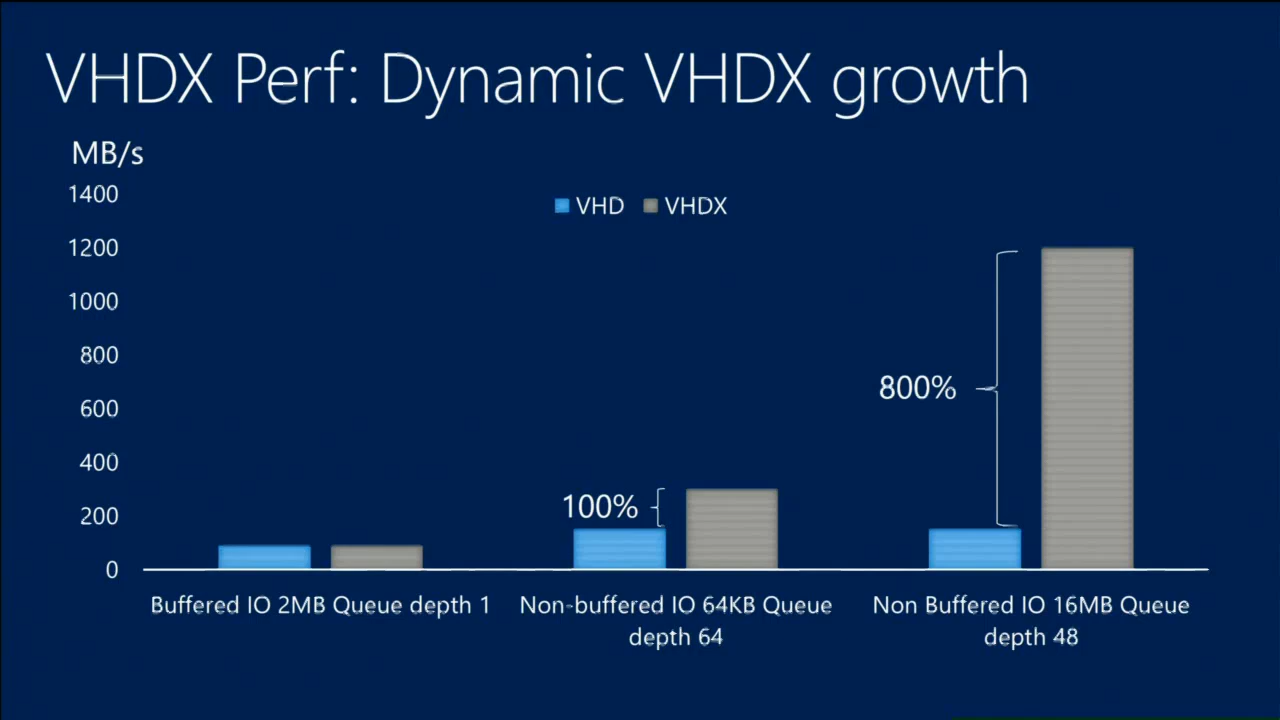 VHDX Perf: Dynamic VHDX growth
MB/s
1400
VHD VHDX
1200
1000
800
800%
600
400
100%
200
0
Buffered IO 2MB Queue depth 1
Non-buffered IO 64KB Queue
depth 64
Non Buffered IO 16MB Queue
depth 48